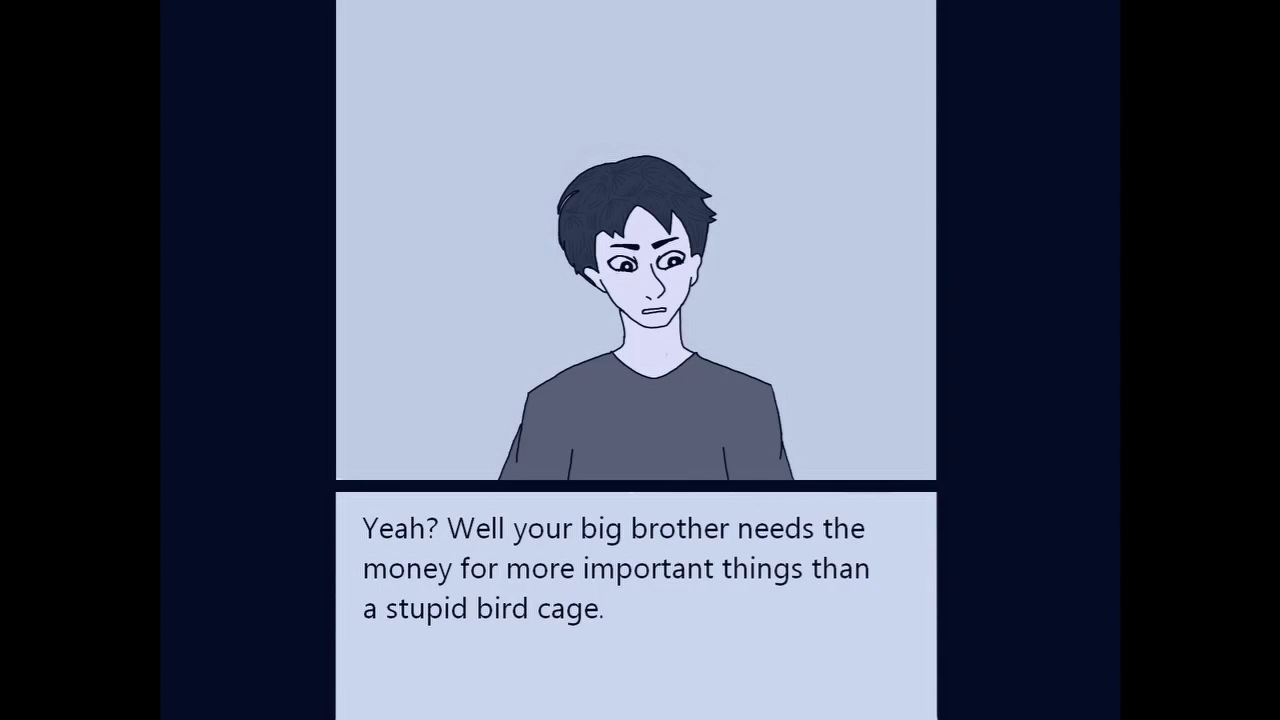 Yeah? Well your big brother needs the
money for more important things than
a stupid bird cage.